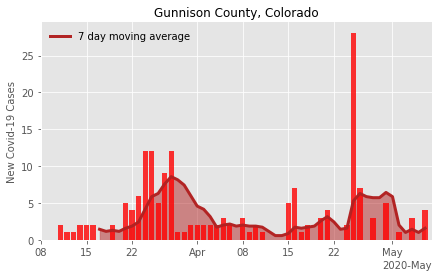 Gunnison County, Colorado
7 day moving average
New Covid-19 Cases
25
20
15
10
5
0
08 15 22 Apr 08 15 22 May
2020-May